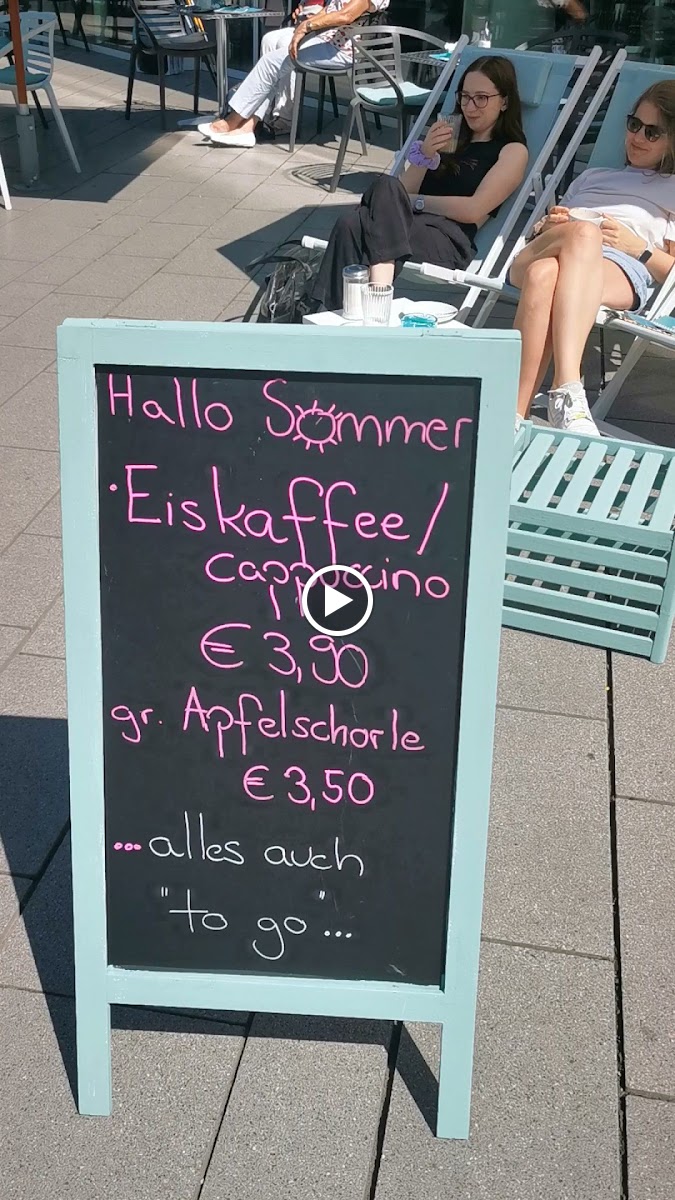 Hallo Sommer
·Eiskaffee/
cappuccino
€ 3,90
gr. Apfelschorle
€ 3,50
...alles auch
"to go"...